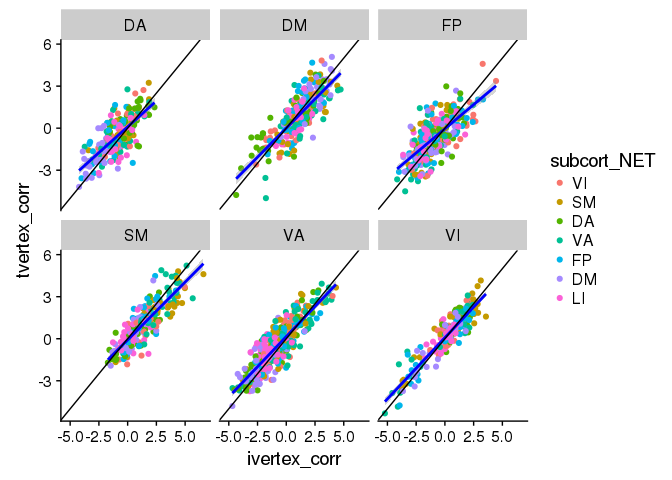 DA DM FP
6
3
0
-3
SM VA VI
6
3
0
-3
-5.0 -2.5 0.0 2.5 5.0 -5.0 -2.5 0.0 2.5 5.0 -5.0 -2.5 0.0 2.5 5.0
ivertex_corr
tvertex_corr
subcort_NET
VI
SM
DA
VA
FP
DM
LI